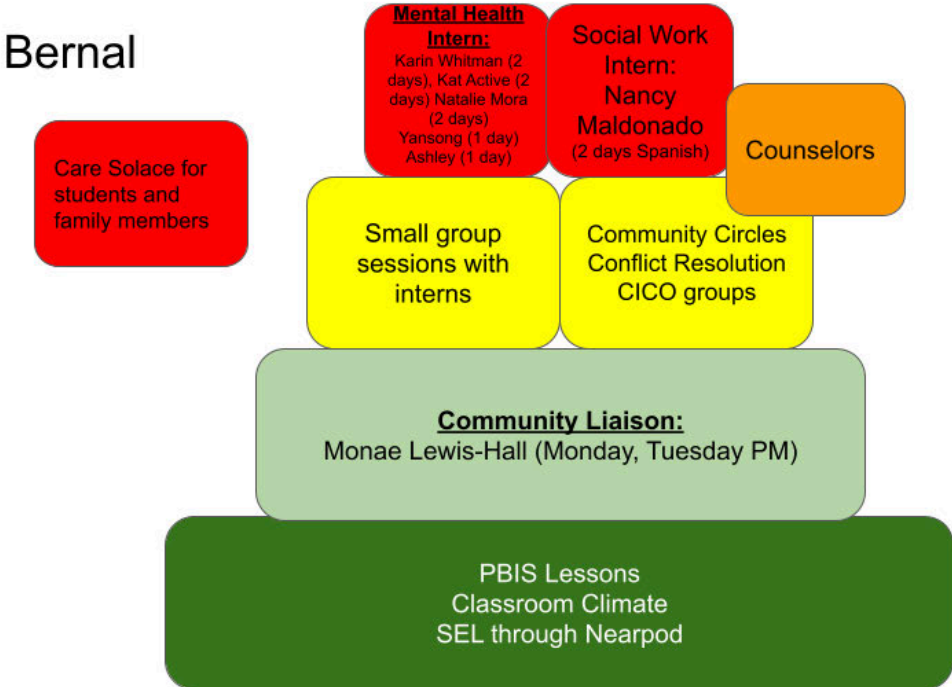 Bernal
Mental Health
Intern:
Karin Whitman (2
days), Kat Active (2
days) Natalie Mora
(2 days)
Yansong (1 day)
Ashley (1 day)
Social Work
Intern:
Nancy
Maldonado
(2 days Spanish)
Counselors
Care Solace for
students and
family members
Small group
sessions with
interns
Community Circles
Conflict Resolution
CICO groups
Community Liaison:
Monae Lewis-Hall (Monday, Tuesday PM)
PBIS Lessons
Classroom Climate
SEL through Nearpod